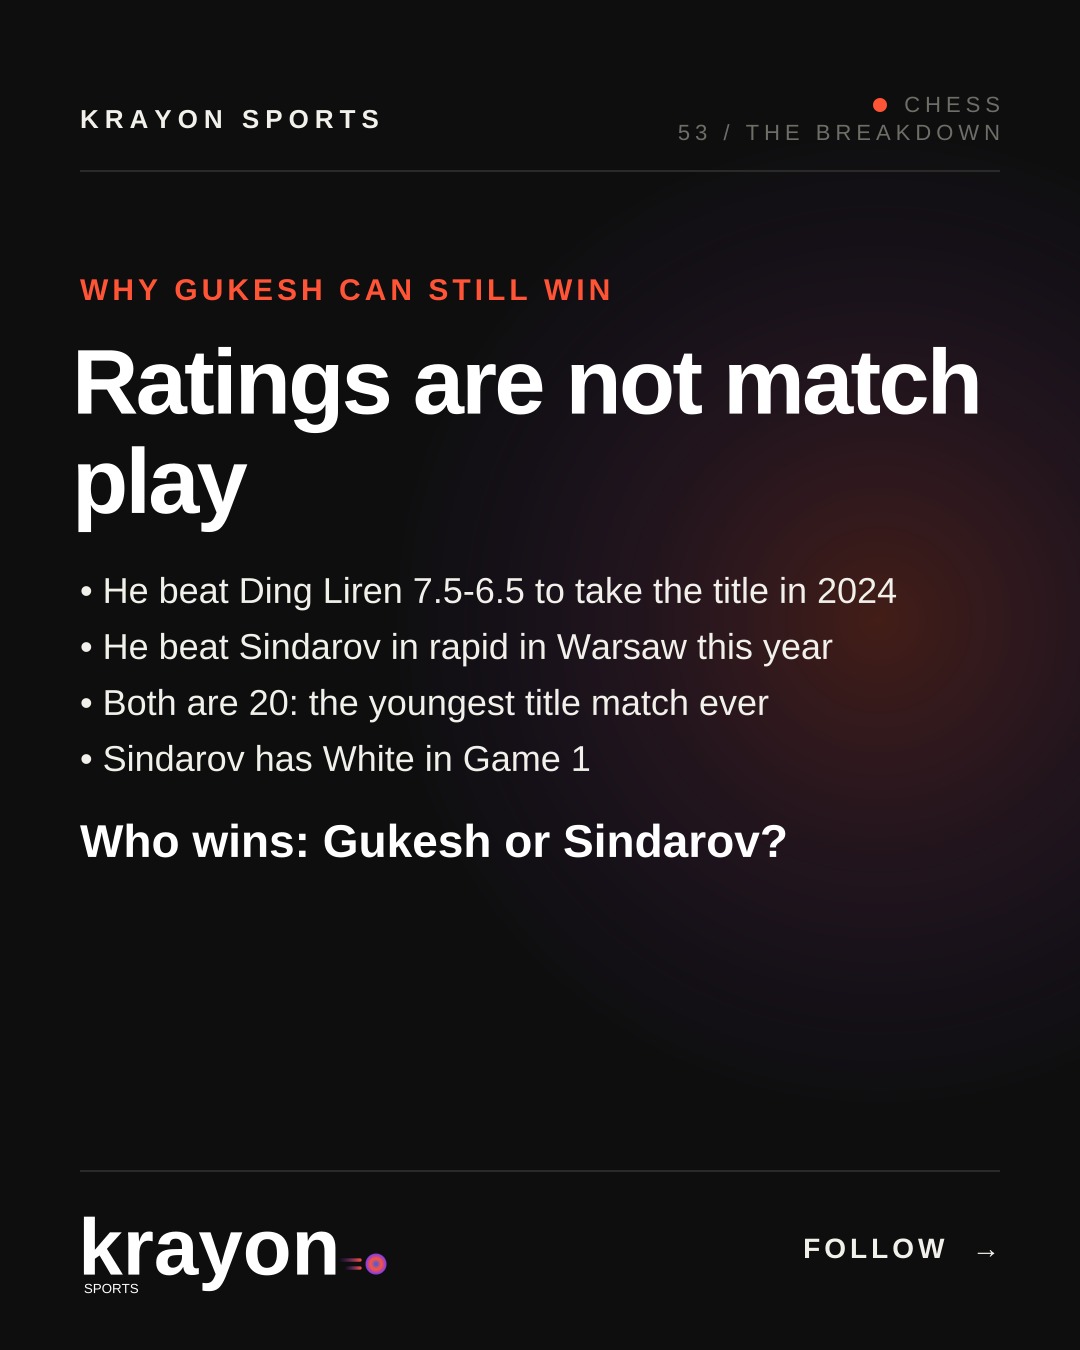 KRAYON SPORTS
CHESS
53 / THE BREAKDOWN
WHY GUKESH CAN STILL WIN
Ratings are not match
play
• He beat Ding Liren 7.5-6.5 to take the title in 2024
• He beat Sindarov in rapid in Warsaw this year
• Both are 20: the youngest title match ever
• Sindarov has White in Game 1
Who wins: Gukesh or Sindarov?
krayon
SPORTS
FOLLOW →